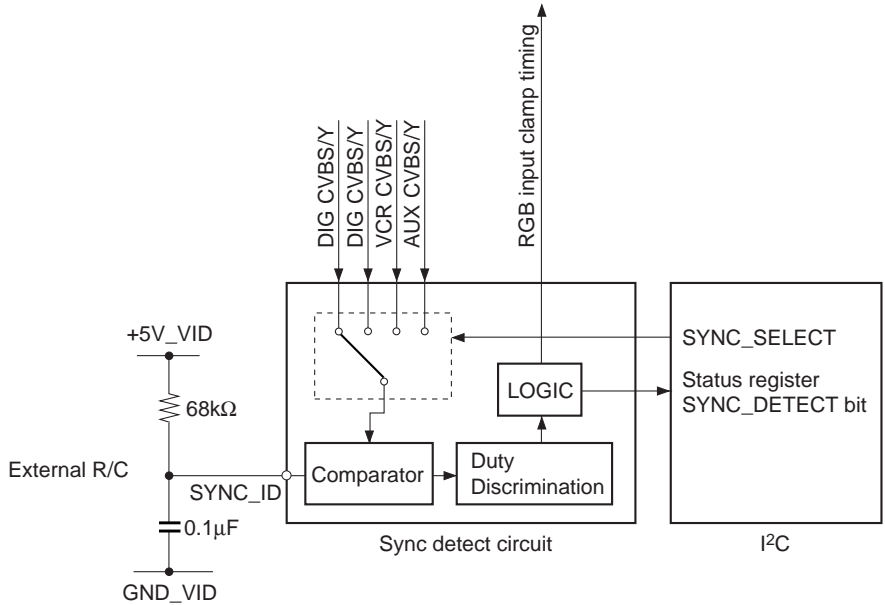 RGB input clamp timing
DIG CVBS/Y
DIG CVBS/Y
VCR CVBS/Y
AUX CVBS/Y
+5V_VID
68kΩ
External R/C
SYNC_ID
0.1μF
GND_VID
Comparator
Duty
Discrimination
LOGIC
Sync detect circuit
SYNC_SELECT
Status register
SYNC_DETECT bit
I²C